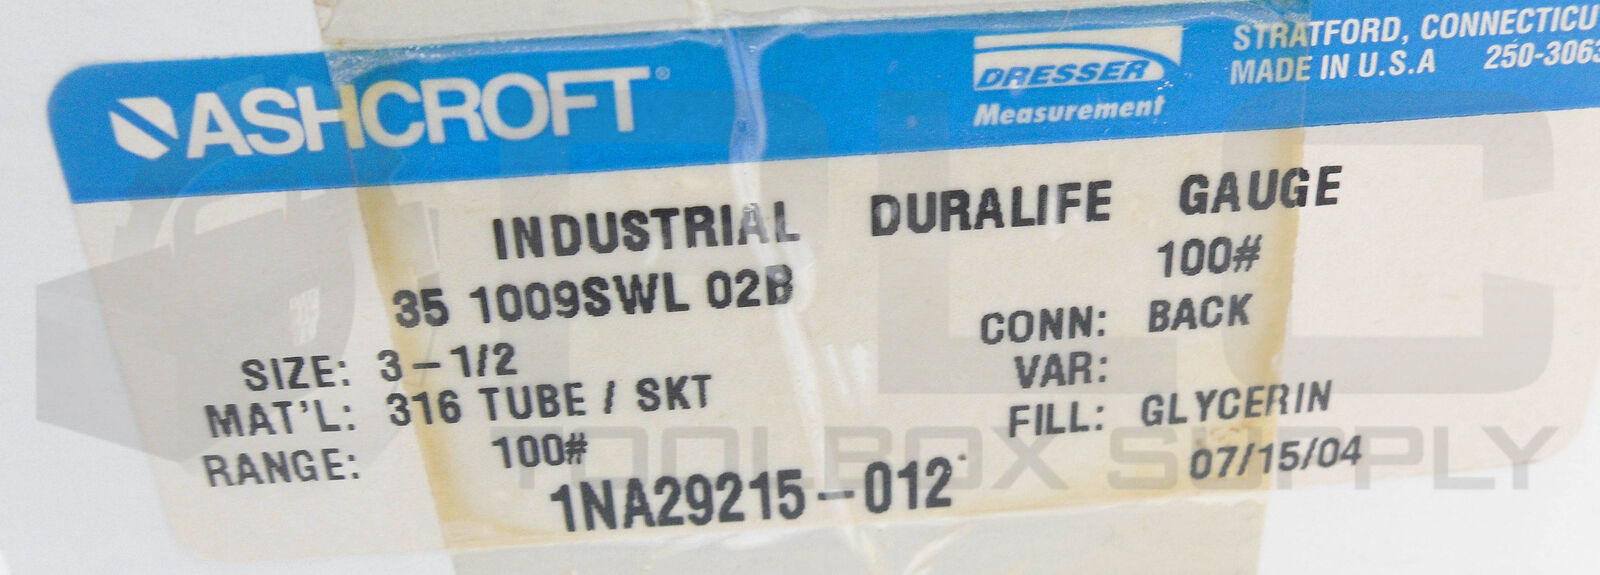 ASHCROFT®
DRESSER
Measurement
STRATFORD, CONNECTICU
MADE IN U.S.A 250-3063
INDUSTRIAL DURALIFE GAUGE
35 1009SWL 02B 100#
SIZE: 3-1/2 CONN: BACK
MAT'L: 316 TUBE / SKT VAR:
RANGE: 100# FILL: GLYCERIN
1NA29215-012 07/15/04
PLC
TOOLBOX SUPPLY